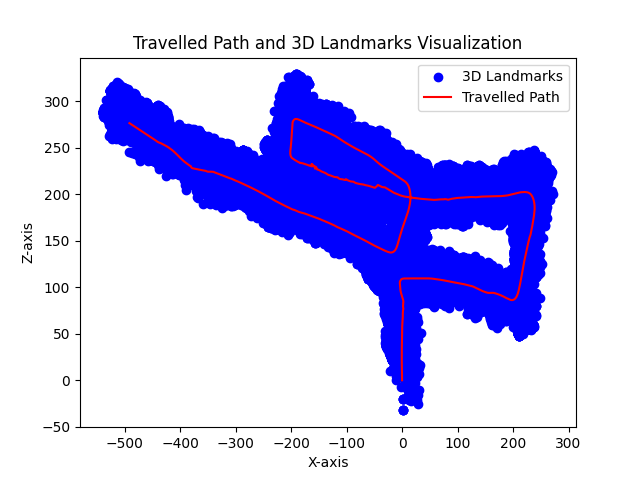 Travelled Path and 3D Landmarks Visualization
3D Landmarks
Travelled Path
300
250
200
150
100
50
0
−50
Z-axis
−500 −400 −300 −200 −100 0 100 200 300
X-axis